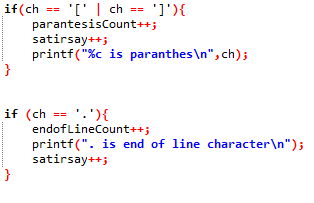 if(ch == '[' | ch == ']'){
parantesisCount++;
satirsay++;
printf("%c is paranthes\n",ch);
}
if (ch == '.'){
endofLineCount++;
printf(". is end of line character\n");
satirsay++;
}